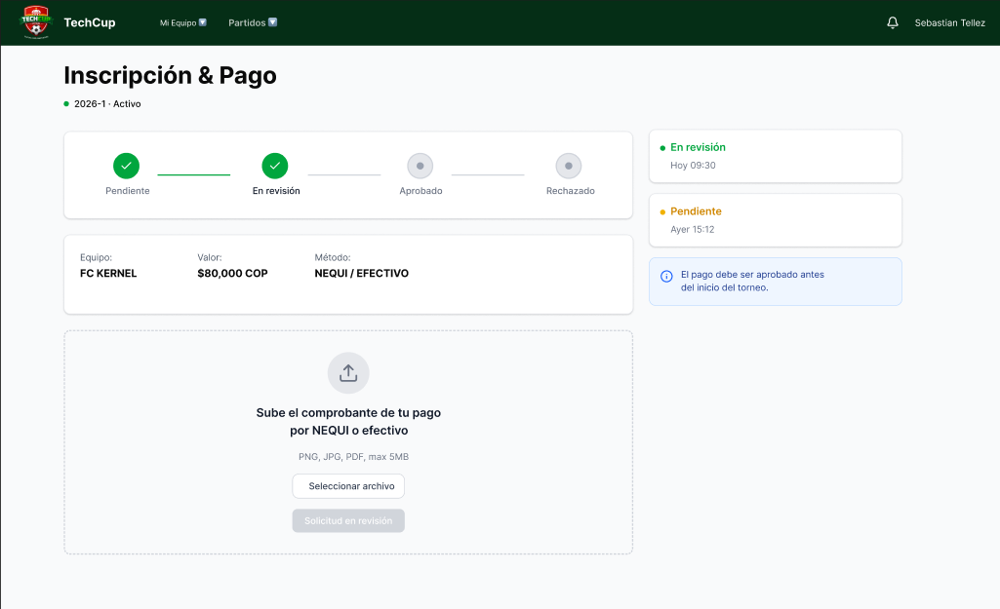 TECHCUP
TechCup
Mi Equipo
Partidos
Sebastian Tellez
Inscripción & Pago
2026-1 · Activo
Pendiente
En revisión
Aprobado
Rechazado
Equipo:
FC KERNEL
Valor:
$80,000 COP
Método:
NEQUI / EFECTIVO
Sube el comprobante de tu pago
por NEQUI o efectivo
PNG, JPG, PDF, max 5MB
Seleccionar archivo
Solicitud en revisión
En revisión
Hoy 09:30
Pendiente
Ayer 15:12
El pago debe ser aprobado antes
del inicio del torneo.